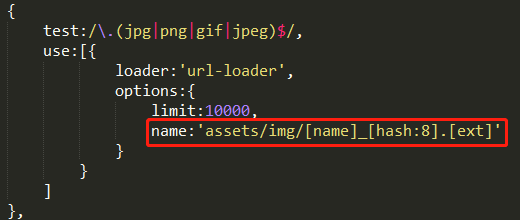 {
test:/\.(jpg|png|gif|jpeg)$/,
use:[{
loader:'url-loader',
options:{
limit:10000,
name:'assets/img/[name]_[hash:8].[ext]'
}
}
]
},